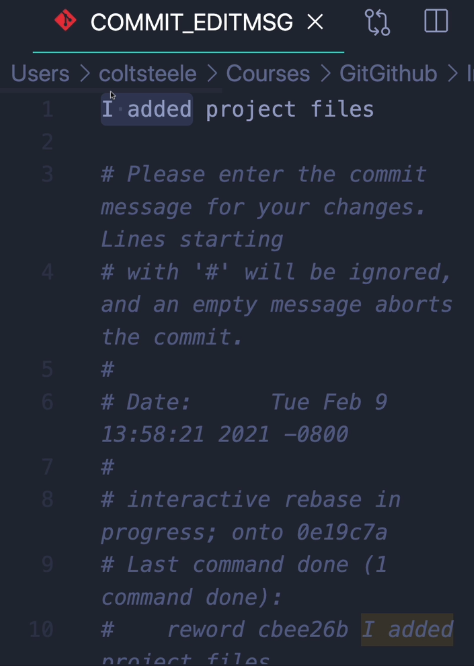 COMMIT_EDITMSG
Users > coltsteele > Courses > GitGithub > I
1 I added project files
2
3 # Please enter the commit
message for your changes.
Lines starting
4 # with '#' will be ignored,
and an empty message aborts
the commit.
5 #
6 # Date:      Tue Feb 9
13:58:21 2021 -0800
7 #
8 # interactive rebase in
progress; onto 0e19c7a
9 # Last command done (1
command done):
10 #    reword cbee26b I added
project files